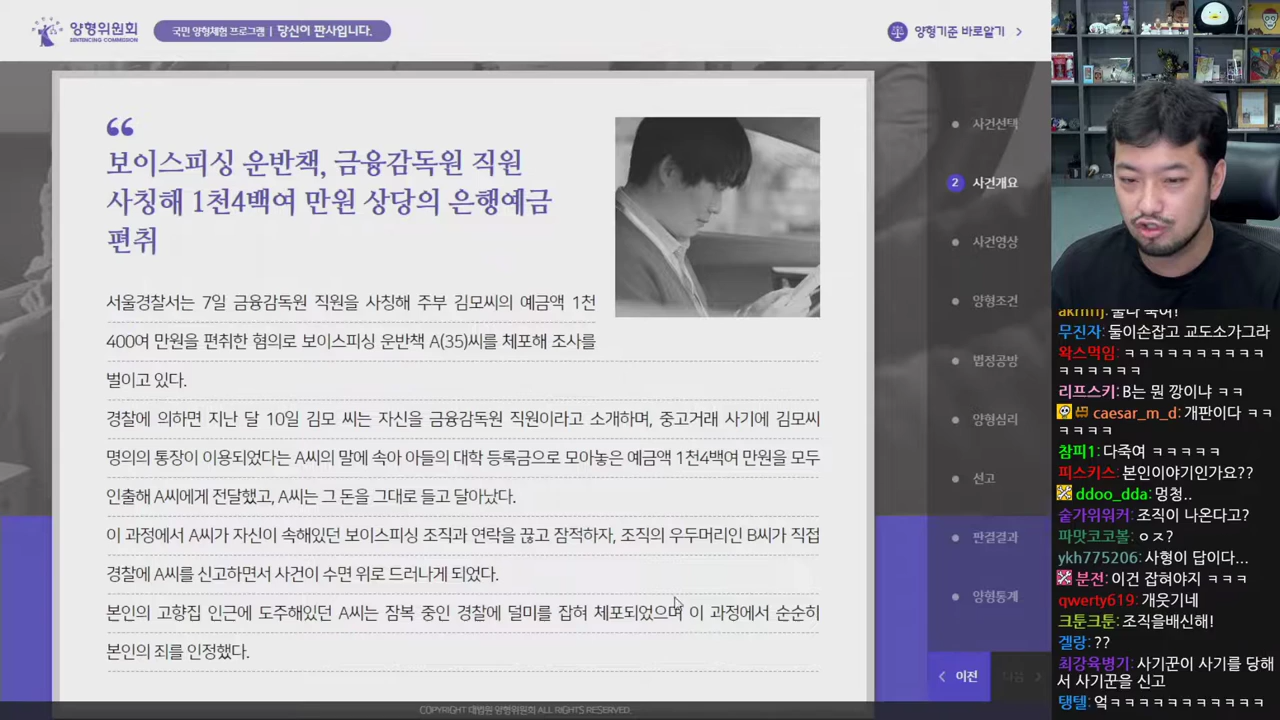 양형위원회
SENTENCING COMMISSION
국민 양형체험 프로그램 | 당신이 판사입니다.
양형기준 바로알기
보이스피싱 운반책, 금융감독원 직원
사칭해 1천4백여 만원 상당의 은행예금
편취
서울경찰서는 7일 금융감독원 직원을 사칭해 주부 김모씨의 예금액 1천
400여 만원을 편취한 혐의로 보이스피싱 운반책 A(35)씨를 체포해 조사를
벌이고 있다.
경찰에 의하면 지난 달 10일 김모 씨는 자신을 금융감독원 직원이라고 소개하며, 중고거래 사기에 김모씨
명의의 통장이 이용되었다는 A씨의 말에 속아 아들의 대학 등록금으로 모아놓은 예금액 1천4백여 만원을 모두
인출해 A씨에게 전달했고, A씨는 그 돈을 그대로 들고 달아났다.
이 과정에서 A씨가 자신이 속해있던 보이스피싱 조직과 연락을 끊고 잠적하자, 조직의 우두머리인 B씨가 직접
경찰에 A씨를 신고하면서 사건이 수면 위로 드러나게 되었다.
본인의 고향집 인근에 도주해있던 A씨는 잠복 중인 경찰에 덜미를 잡혀 체포되었으며 이 과정에서 순순히
본인의 죄를 인정했다.
사건선택
2 사건개요
사건영상
양형조건
법정공방
양형심리
선고
판결결과
양형통계
이전
다음
COPYRIGHT 대법원 양형위원회 ALL RIGHTS RESERVED.
무진자: 둘이손잡고 교도소가그라
왁스먹임: ㅋㅋㅋㅋㅋㅋㅋㅋㅋㅋ
ㅋㅋㅋㅋㅋㅋ
리프스키: B는 뭔 깡이냐 ㅋㅋ
caesar_m_d: 개판이다 ㅋㅋ
ㅋㅋㅋㅋ
참피1: 다죽여 ㅋㅋㅋㅋㅋ
피스키스: 본인이야기인가요??
ddoo_dda: 멍청..
숯가위워커: 조직이 나온다고?
파맛코코볼: ㅇㅈ?
ykh775206: 사형이 답이다...
분전: 이건 잡혀야지 ㅋㅋㅋ
qwerty619: 개웃기네
크툰크툰: 조직을배신해!
겔랑: ??
최강육병기: 사기꾼이 사기를 당해
서 사기꾼을 신고
탱텔: 엌ㅋㅋㅋㅋㅋㅋㅋㅋㅋㅋㅋ